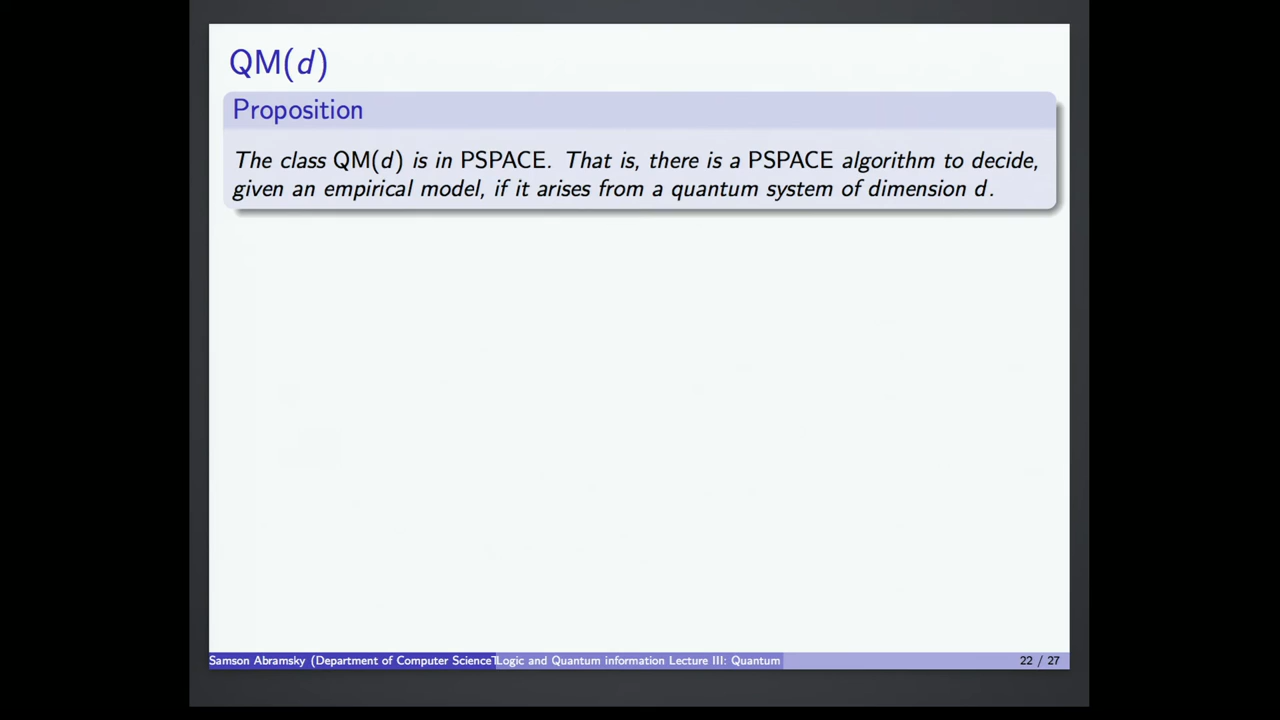 QM(d)
Proposition
The class QM(d) is in PSPACE. That is, there is a PSPACE algorithm to decide,
given an empirical model, if it arises from a quantum system of dimension d.
Samson Abramsky (Department of Computer Science Logic and Quantum information Lecture III: Quantum 22 / 27